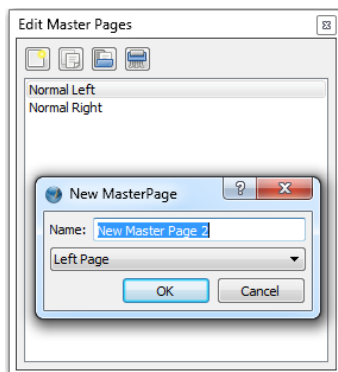 Edit Master Pages
Normal Left
Normal Right
New MasterPage
Name: New Master Page 2
Left Page
OK Cancel